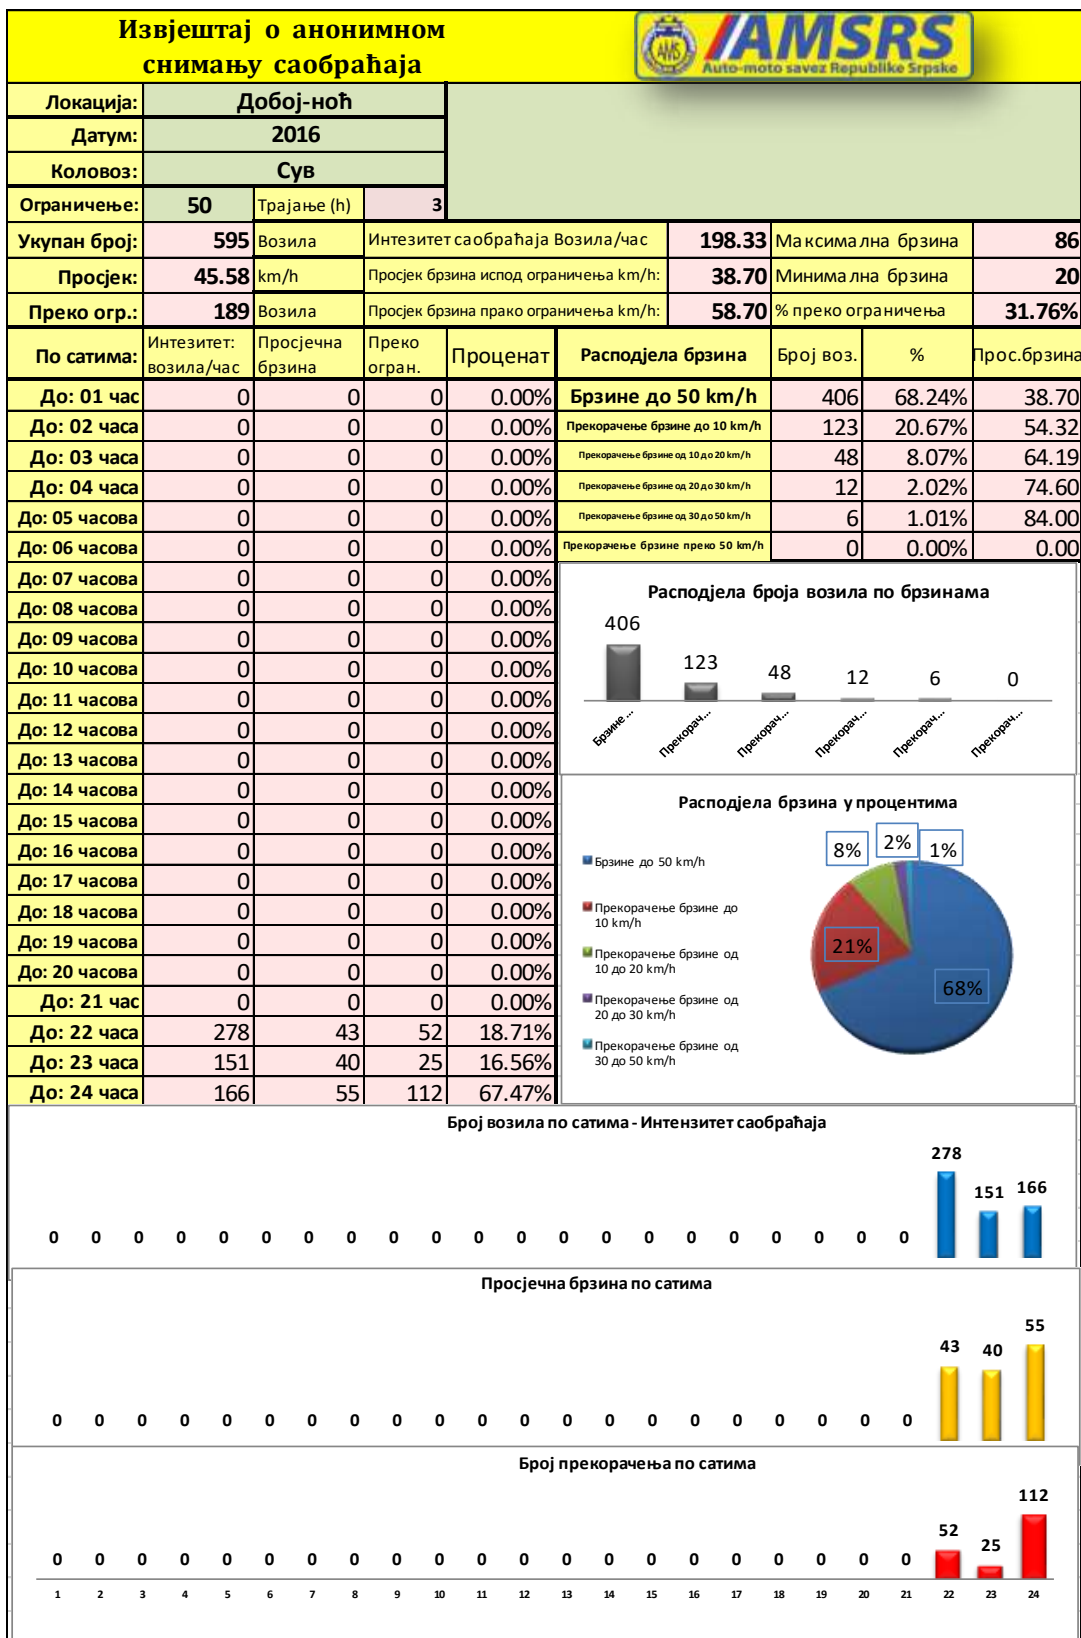 Извјештај о анонимном
снимању саобраћаја
AMS
AMSRS
Auto-moto savez Republike Srpske
Локација: Добој-ноћ
Датум: 2016
Коловоз: Сув
Ограничење: 50 Трајање (h) 3
Укупан број: 595 Возила Интезитет саобраћаја Возила/час 198.33 Максимална брзина 86
Просјек: 45.58 km/h Просјек брзина испод ограничења km/h: 38.70 Минимална брзина 20
Преко огр.: 189 Возила Просјек брзина прако ограничења km/h: 58.70 % преко ограничења 31.76%
По сатима: Интезитет: возила/час Просјечна брзина Преко огран. Проценат Расподјела брзина Број воз. % Прос.брзина
До: 01 час 0 0 0 0.00% Брзине до 50 km/h 406 68.24% 38.70
До: 02 часа 0 0 0 0.00% Прекорачење брзине до 10 km/h 123 20.67% 54.32
До: 03 часа 0 0 0 0.00% Прекорачење брзине од 10 до 20 km/h 48 8.07% 64.19
До: 04 часа 0 0 0 0.00% Прекорачење брзине од 20 до 30 km/h 12 2.02% 74.60
До: 05 часова 0 0 0 0.00% Прекорачење брзине од 30 до 50 km/h 6 1.01% 84.00
До: 06 часова 0 0 0 0.00% Прекорачење брзине преко 50 km/h 0 0.00% 0.00
До: 07 часова 0 0 0 0.00%
До: 08 часова 0 0 0 0.00%
До: 09 часова 0 0 0 0.00%
До: 10 часова 0 0 0 0.00%
До: 11 часова 0 0 0 0.00%
До: 12 часова 0 0 0 0.00%
До: 13 часова 0 0 0 0.00%
До: 14 часова 0 0 0 0.00%
До: 15 часова 0 0 0 0.00%
До: 16 часова 0 0 0 0.00%
До: 17 часова 0 0 0 0.00%
До: 18 часова 0 0 0 0.00%
До: 19 часова 0 0 0 0.00%
До: 20 часова 0 0 0 0.00%
До: 21 час 0 0 0 0.00%
До: 22 часа 278 43 52 18.71%
До: 23 часа 151 40 25 16.56%
До: 24 часа 166 55 112 67.47%
Расподјела броја возила по брзинама
406 123 48 12 6 0
Брзине... Прекорач... Прекорач... Прекорач... Прекорач... Прекорач...
Расподјела брзина у процентима
8% 2% 1%
21%
68%
Брзине до 50 km/h
Прекорачење брзине до
10 km/h
Прекорачење брзине од
10 до 20 km/h
Прекорачење брзине од
20 до 30 km/h
Прекорачење брзине од
30 до 50 km/h
Број возила по сатима - Интензитет саобраћаја
0 0 0 0 0 0 0 0 0 0 0 0 0 0 0 0 0 0 0 0 0 278 151 166
Просјечна брзина по сатима
0 0 0 0 0 0 0 0 0 0 0 0 0 0 0 0 0 0 0 0 0 43 40 55
Број прекорачења по сатима
0 0 0 0 0 0 0 0 0 0 0 0 0 0 0 0 0 0 0 0 0 52 25 112
1 2 3 4 5 6 7 8 9 10 11 12 13 14 15 16 17 18 19 20 21 22 23 24